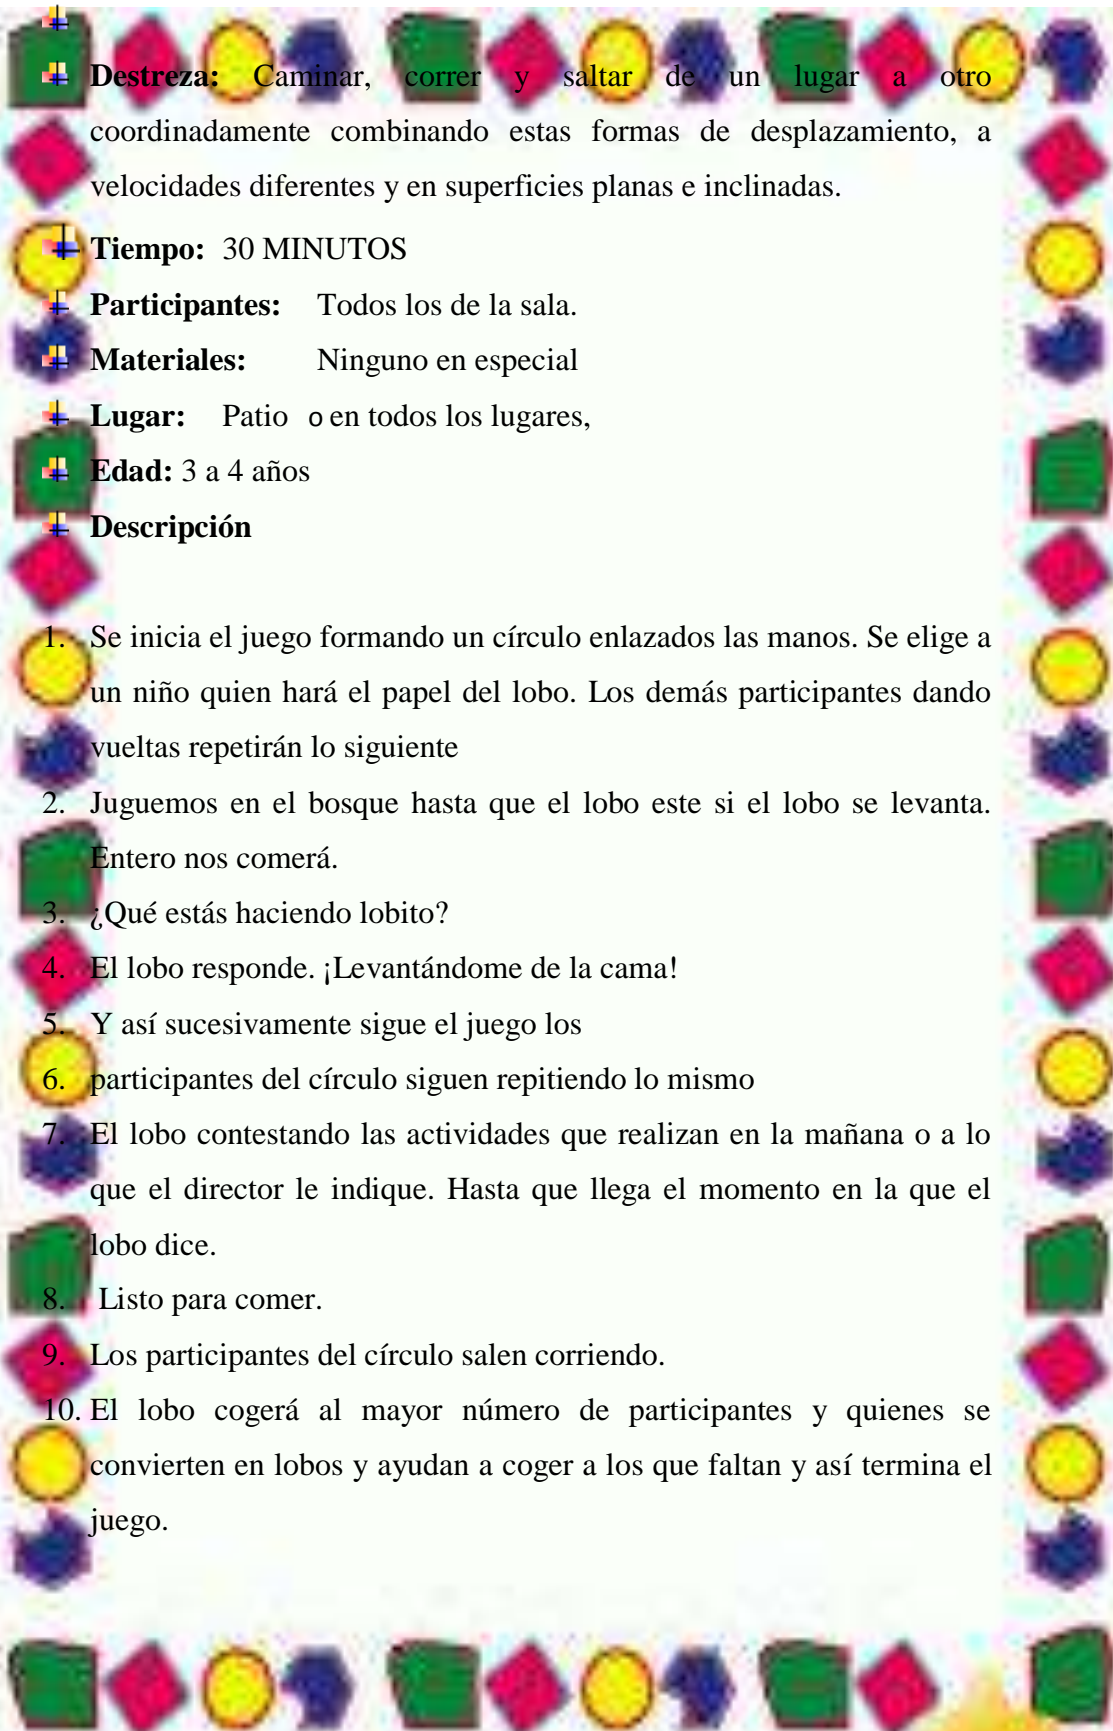 Destreza: Caminar, correr y saltar de un lugar a otro
coordinadamente combinando estas formas de desplazamiento, a
velocidades diferentes y en superficies planas e inclinadas.
Tiempo: 30 MINUTOS
Participantes: Todos los de la sala.
Materiales: Ninguno en especial
Lugar: Patio o en todos los lugares,
Edad: 3 a 4 años
Descripción
1. Se inicia el juego formando un círculo enlazados las manos. Se elige a
un niño quien hará el papel del lobo. Los demás participantes dando
vueltas repetirán lo siguiente
2. Juguemos en el bosque hasta que el lobo este si el lobo se levanta.
Entero nos comerá.
3. ¿Qué estás haciendo lobito?
4. El lobo responde. ¡Levantándome de la cama!
5. Y así sucesivamente sigue el juego los
6. participantes del círculo siguen repitiendo lo mismo
7. El lobo contestando las actividades que realizan en la mañana o a lo
que el director le indique. Hasta que llega el momento en la que el
lobo dice.
8. Listo para comer.
9. Los participantes del círculo salen corriendo.
10. El lobo cogerá al mayor número de participantes y quienes se
convierten en lobos y ayudan a coger a los que faltan y así termina el
juego.